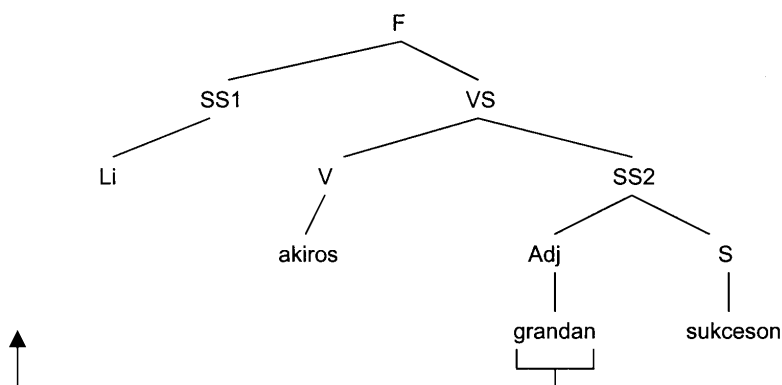 F
SS1 VS
Li V SS2
akiros Adj S
grandan sukceson